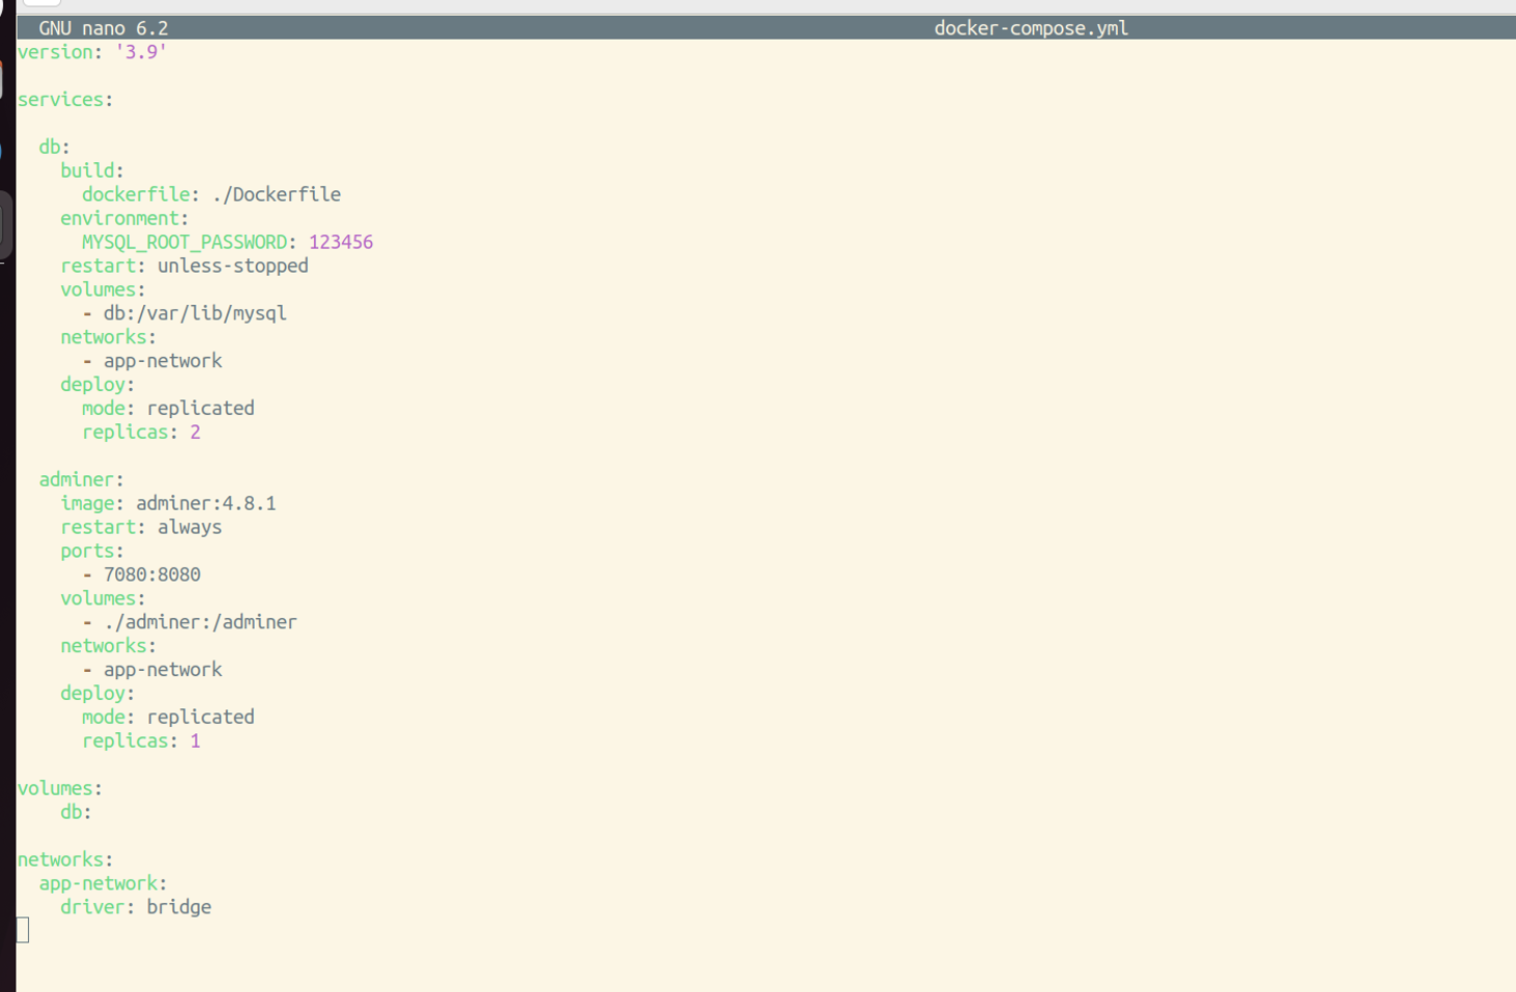 GNU nano 6.2 docker-compose.yml
version: '3.9'

services:

  db:
    build:
      dockerfile: ./Dockerfile
    environment:
      MYSQL_ROOT_PASSWORD: 123456
    restart: unless-stopped
    volumes:
      - db:/var/lib/mysql
    networks:
      - app-network
    deploy:
      mode: replicated
      replicas: 2

  adminer:
    image: adminer:4.8.1
    restart: always
    ports:
      - 7080:8080
    volumes:
      - ./adminer:/adminer
    networks:
      - app-network
    deploy:
      mode: replicated
      replicas: 1

volumes:
    db:

networks:
  app-network:
    driver: bridge